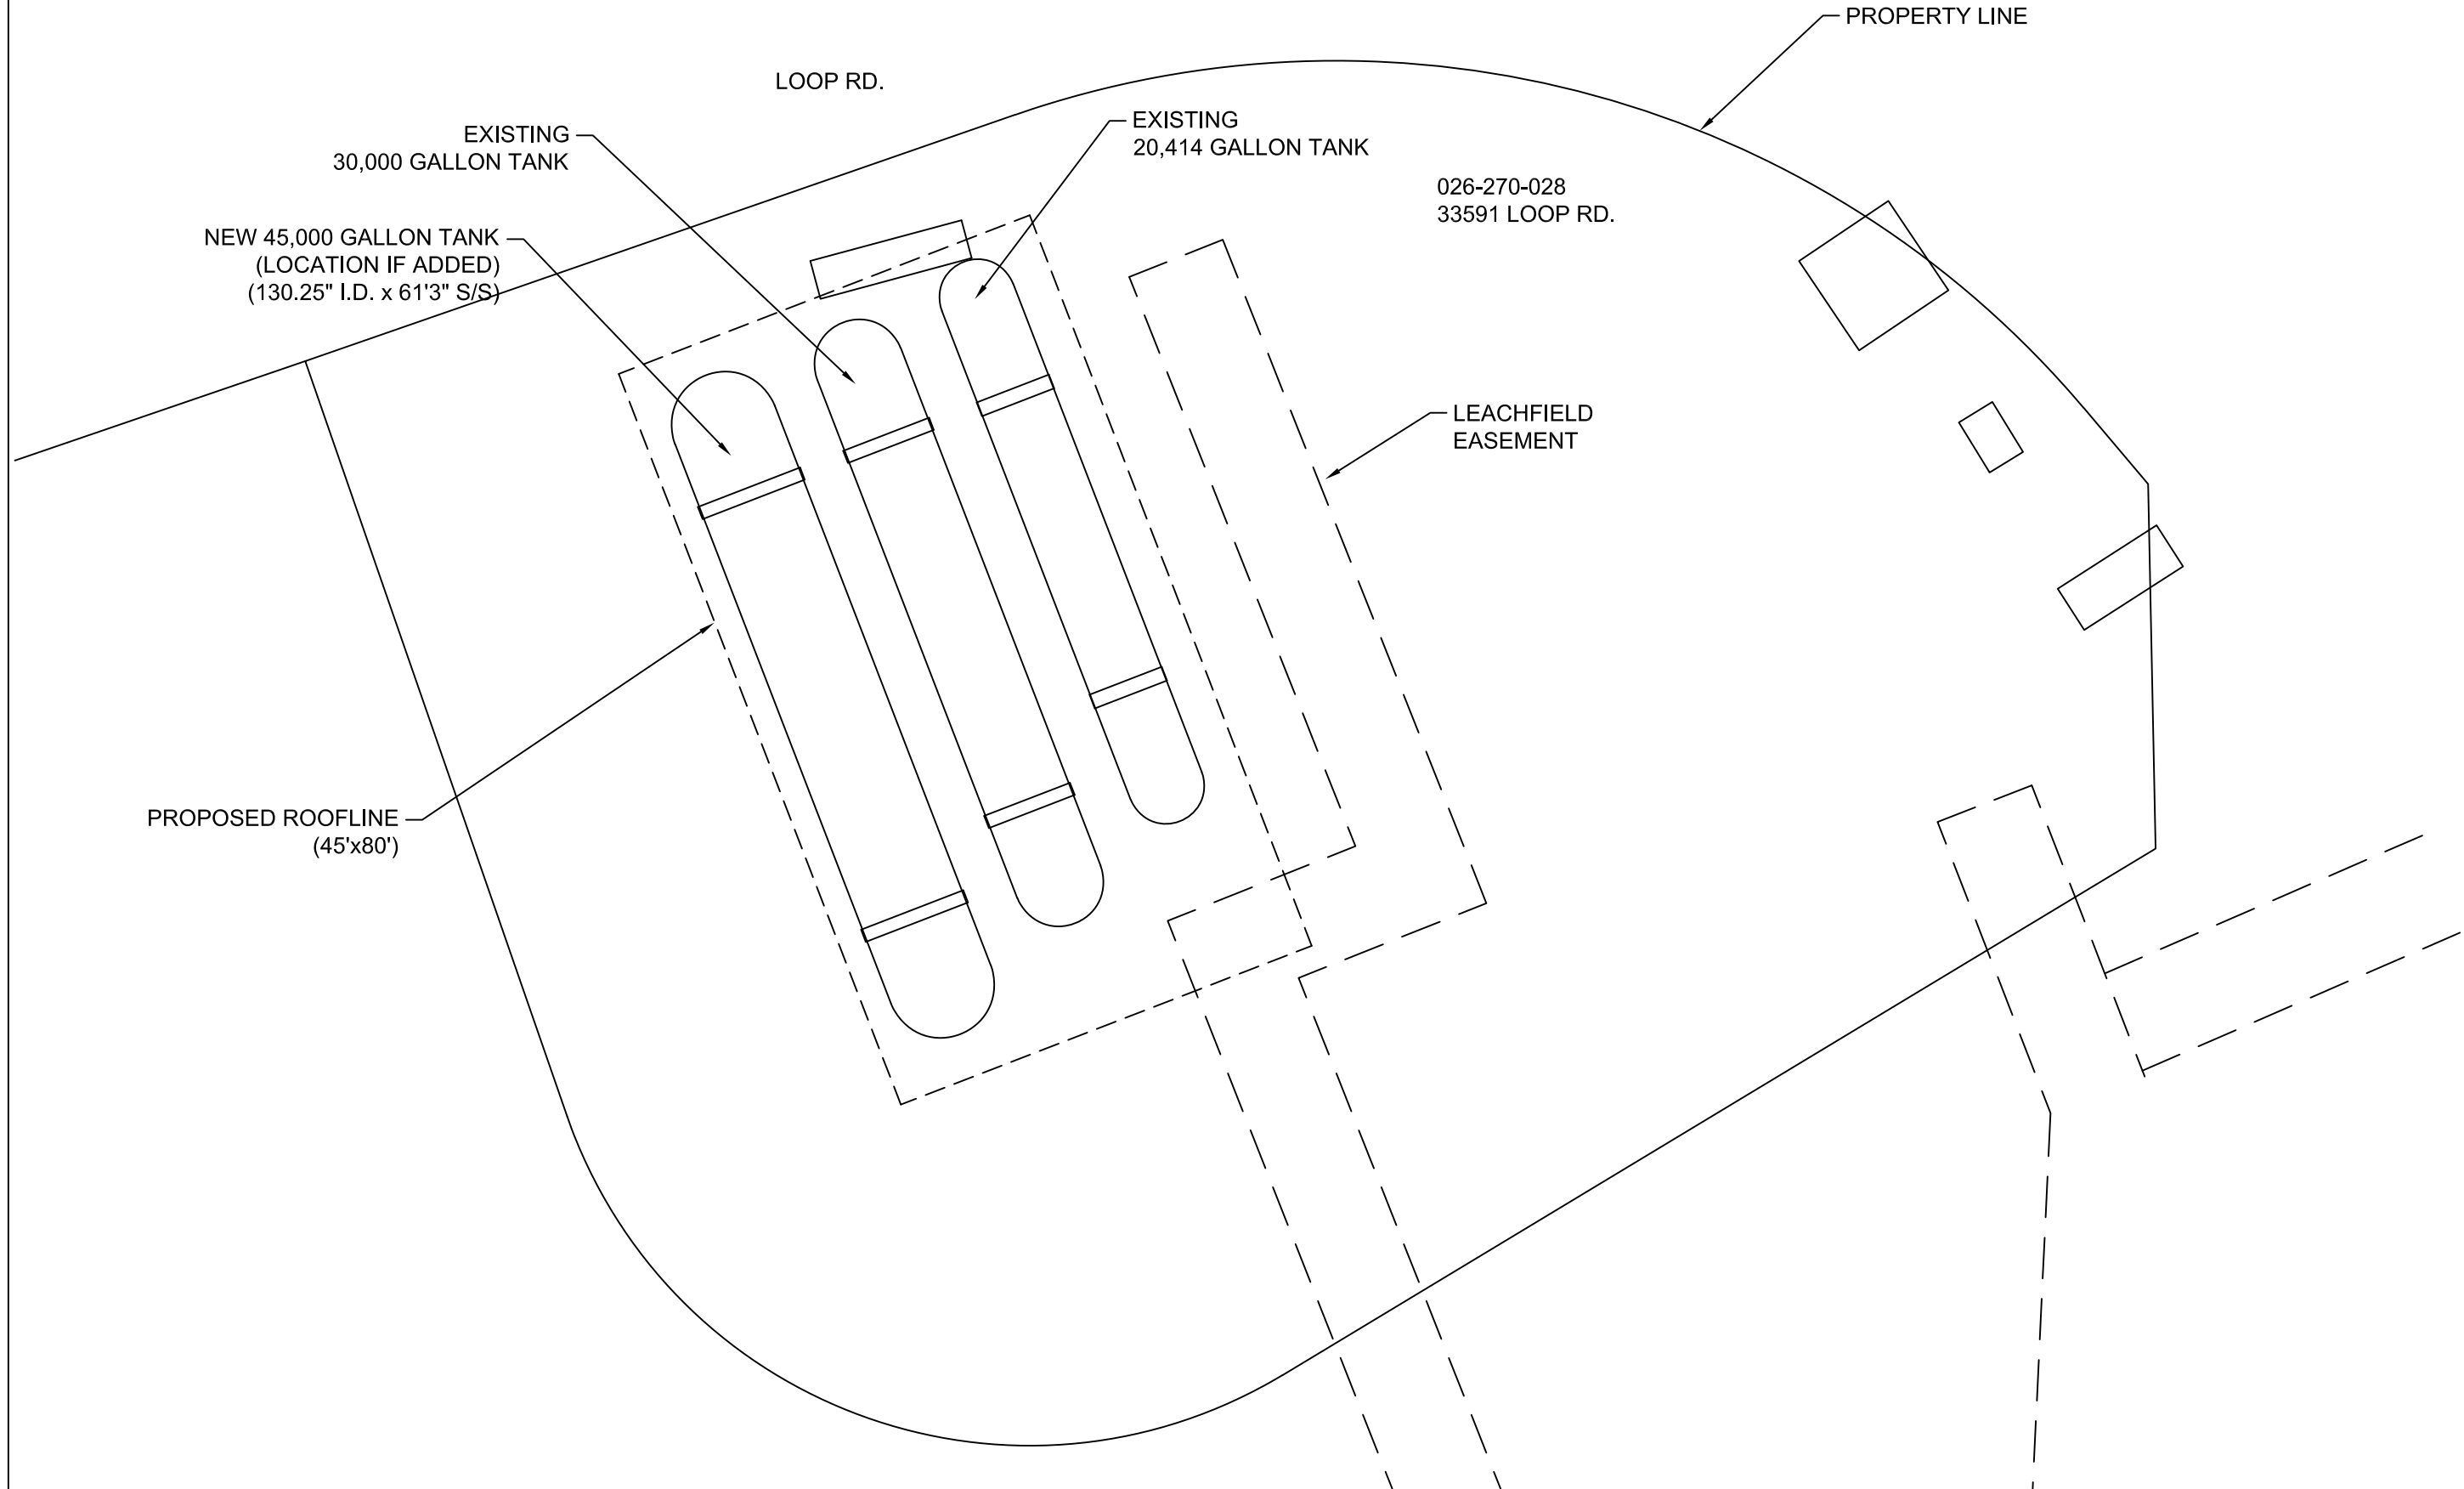 PROPERTY LINE
LOOP RD.
EXISTING
30,000 GALLON TANK
EXISTING
20,414 GALLON TANK
026-270-028
33591 LOOP RD.
NEW 45,000 GALLON TANK
(LOCATION IF ADDED)
(130.25" I.D. x 61'3" S/S)
LEACHFIELD
EASEMENT
PROPOSED ROOFLINE
(45'x80')